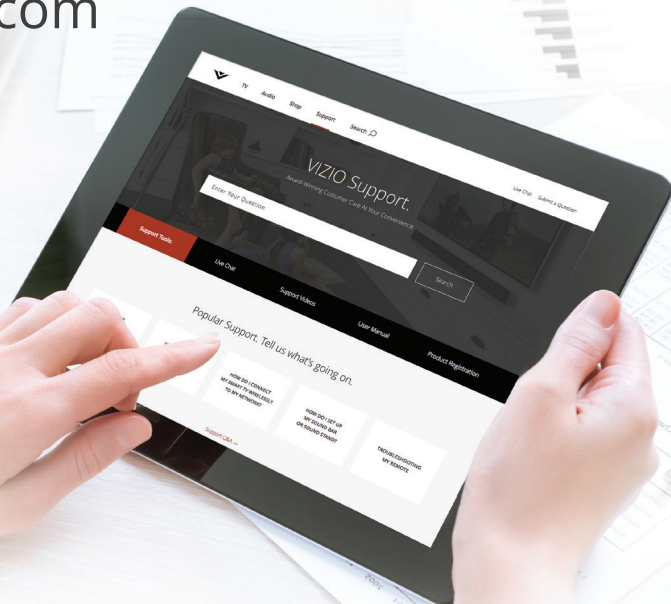 com
TV Audio Shop Support Search
Live Chat Submit a Question
VIZIO Support.
Award Winning Customer Care At Your Convenience.
Enter Your Question
Search
Support Tools:
Live Chat
Support Videos
User Manual
Product Registration
Popular Support. Tell us what's going on.
HOW DO I CONNECT
MY SMART TV WIRELESSLY
TO MY NETWORK?
HOW DO I SET UP
MY SOUND BAR
OR SOUND STAND?
TROUBLESHOOTING
MY REMOTE
Support Q&A →